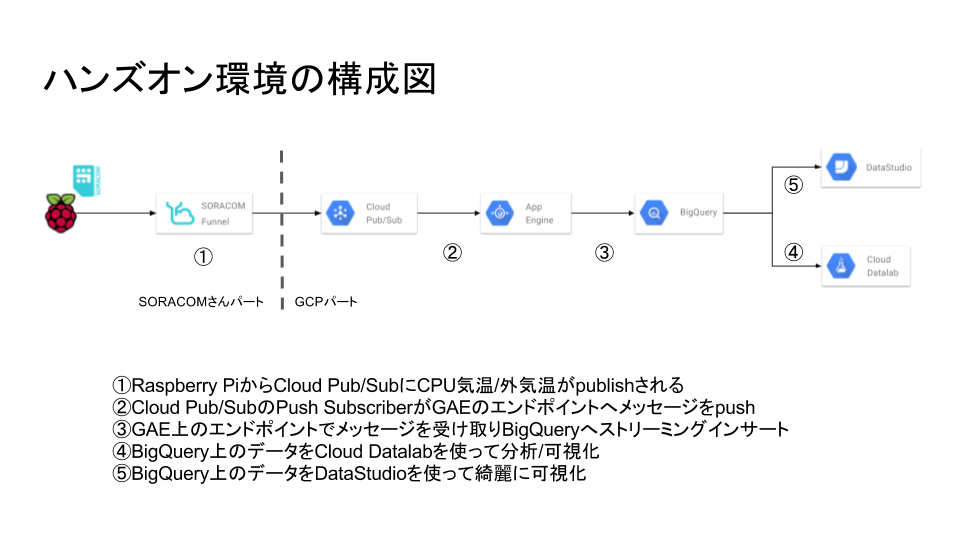 ハンズオン環境の構成図
SORACOM
SORACOM
Funnel
①
Cloud
Pub/Sub
②
App
Engine
③
BigQuery
⑤
DataStudio
④
Cloud
Datalab
SORACOMさんパート
GCPパート
①Raspberry PiからCloud Pub/SubにCPU気温/外気温がpublishされる
②Cloud Pub/SubのPush SubscriberがGAEのエンドポイントへメッセージをpush
③GAE上のエンドポイントでメッセージを受け取りBigQueryへストリーミングインサート
④BigQuery上のデータをCloud Datalabを使って分析/可視化
⑤BigQuery上のデータをDataStudioを使って綺麗に可視化